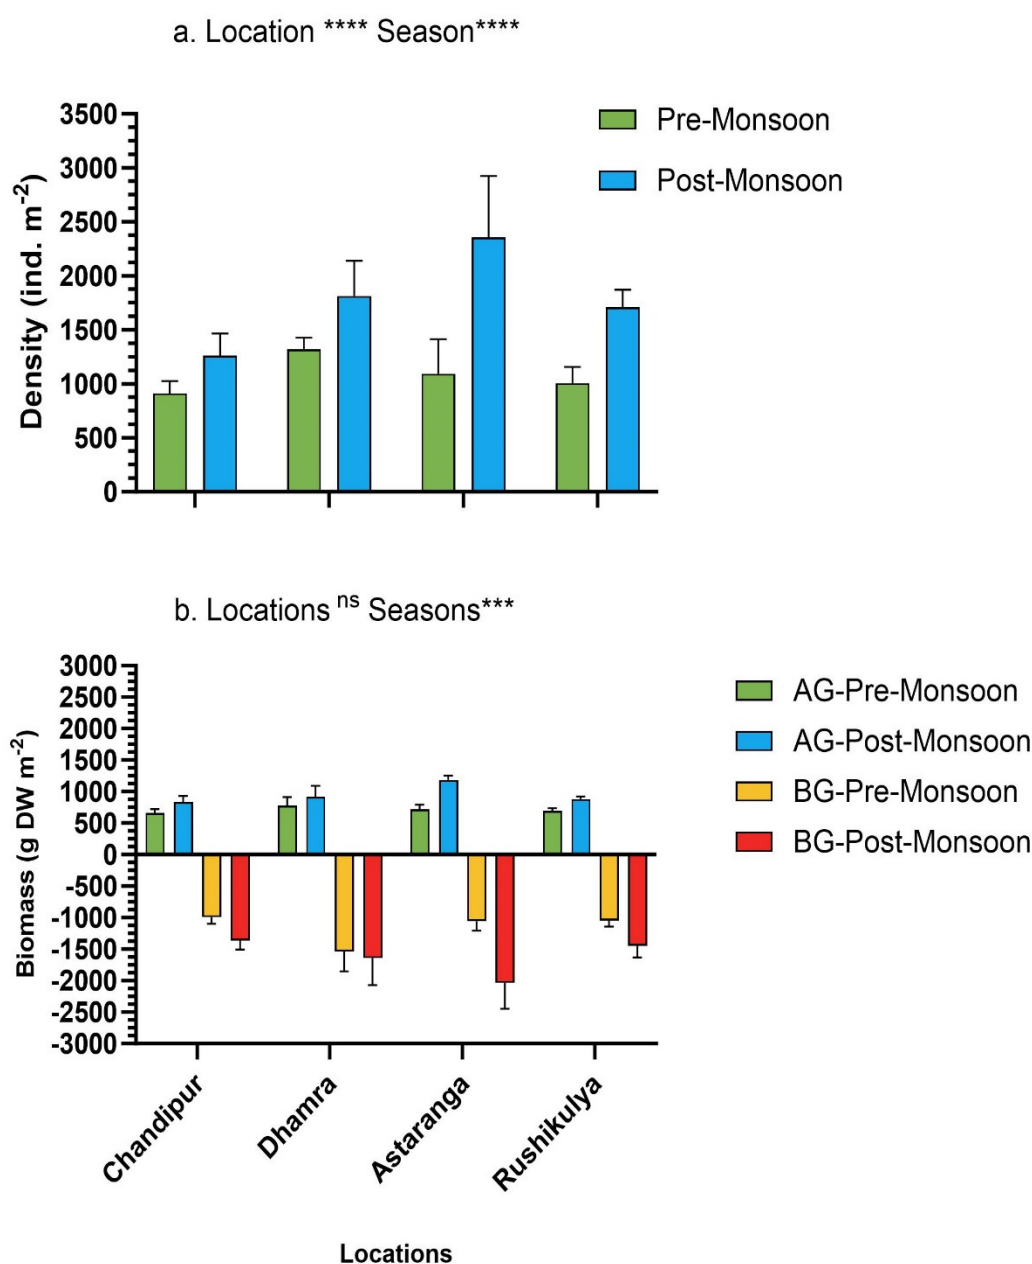 a. Location **** Season****
Pre-Monsoon
Post-Monsoon
Density (ind. m-2)
3500
3000
2500
2000
1500
1000
500
0
b. Locations ns Seasons***
AG-Pre-Monsoon
AG-Post-Monsoon
BG-Pre-Monsoon
BG-Post-Monsoon
Biomass (g DW m-2)
3000
2500
2000
1500
1000
500
0
-500
-1000
-1500
-2000
-2500
-3000
Chandipur
Dhamra
Astaranga
Rushikulya
Locations